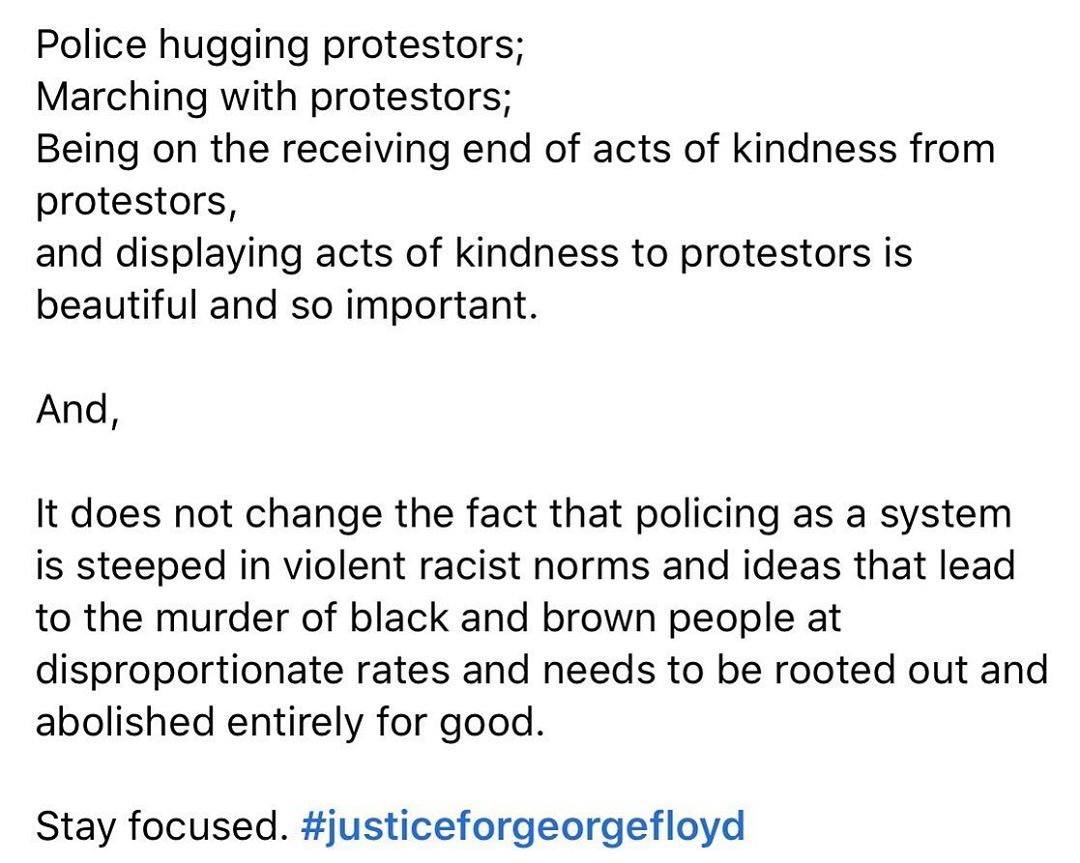 Police hugging protestors;
Marching with protestors;
Being on the receiving end of acts of kindness from
protestors,
and displaying acts of kindness to protestors is
beautiful and so important.
And,
It does not change the fact that policing as a system
is steeped in violent racist norms and ideas that lead
to the murder of black and brown people at
disproportionate rates and needs to be rooted out and
abolished entirely for good.
Stay focused. #justiceforgeorgefloyd